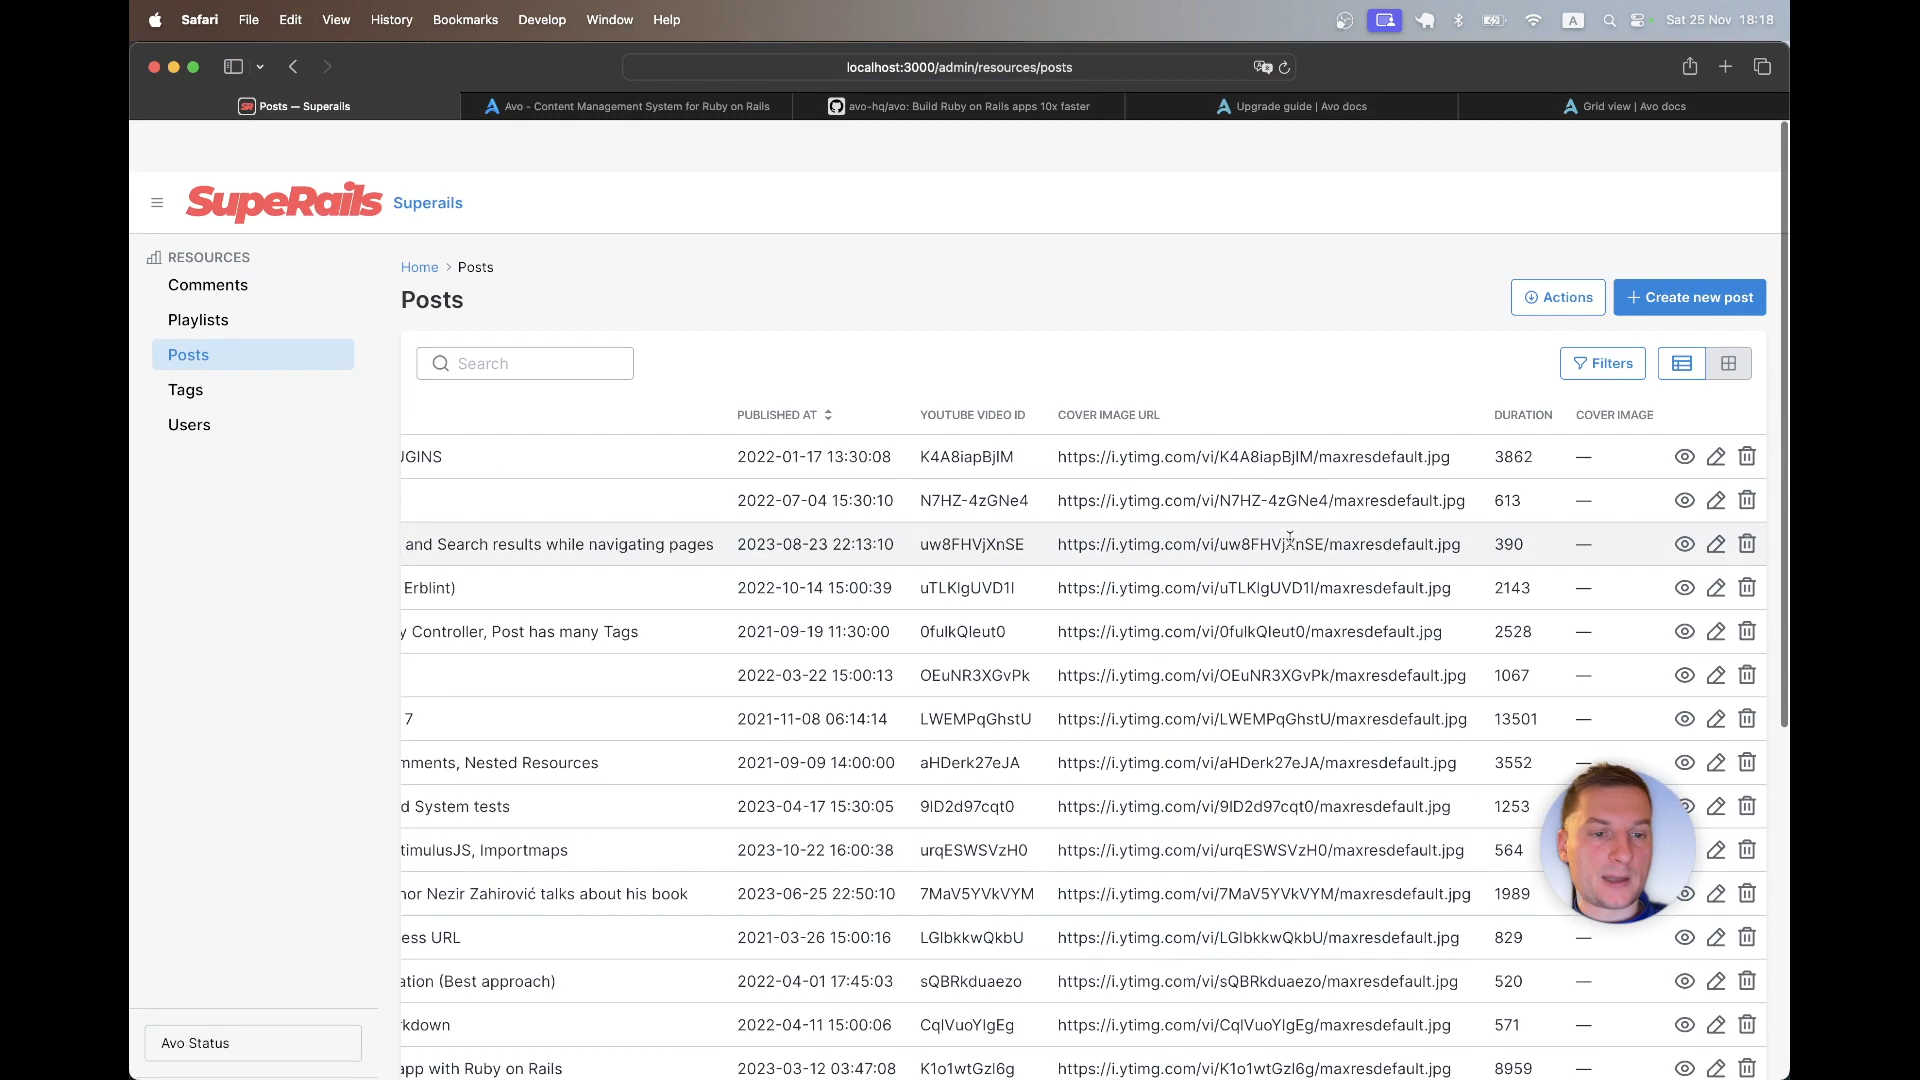 Safari File Edit View History Bookmarks Develop Window Help A Sat 25 Nov 18:18
localhost:3000/admin/resources/posts
SR Posts — Superails Avo - Content Management System for Ruby on Rails avo-hq/avo: Build Ruby on Rails apps 10x faster Upgrade guide | Avo docs Grid view | Avo docs
SupeRails Superails
RESOURCES
Comments
Playlists
Posts
Tags
Users
Avo Status
Home > Posts
Posts
Actions + Create new post
Search Filters
PUBLISHED AT YOUTUBE VIDEO ID COVER IMAGE URL DURATION COVER IMAGE
UGINS 2022-01-17 13:30:08 K4A8iapBjIM https://i.ytimg.com/vi/K4A8iapBjIM/maxresdefault.jpg 3862 —
2022-07-04 15:30:10 N7HZ-4zGNe4 https://i.ytimg.com/vi/N7HZ-4zGNe4/maxresdefault.jpg 613 —
and Search results while navigating pages 2023-08-23 22:13:10 uw8FHVjXnSE https://i.ytimg.com/vi/uw8FHVjXnSE/maxresdefault.jpg 390 —
Erblint) 2022-10-14 15:00:39 uTLKlgUVD1I https://i.ytimg.com/vi/uTLKlgUVD1I/maxresdefault.jpg 2143 —
y Controller, Post has many Tags 2021-09-19 11:30:00 0fulkQIeut0 https://i.ytimg.com/vi/0fulkQIeut0/maxresdefault.jpg 2528 —
2022-03-22 15:00:13 OEuNR3XGvPk https://i.ytimg.com/vi/OEuNR3XGvPk/maxresdefault.jpg 1067 —
7 2021-11-08 06:14:14 LWEMPqGhstU https://i.ytimg.com/vi/LWEMPqGhstU/maxresdefault.jpg 13501 —
mments, Nested Resources 2021-09-09 14:00:00 aHDerk27eJA https://i.ytimg.com/vi/aHDerk27eJA/maxresdefault.jpg 3552 —
d System tests 2023-04-17 15:30:05 9ID2d97cqt0 https://i.ytimg.com/vi/9ID2d97cqt0/maxresdefault.jpg 1253
timulusJS, Importmaps 2023-10-22 16:00:38 urqESWSVzH0 https://i.ytimg.com/vi/urqESWSVzH0/maxresdefault.jpg 564
hor Nezir Zahirović talks about his book 2023-06-25 22:50:10 7MaV5YVkVYM https://i.ytimg.com/vi/7MaV5YVkVYM/maxresdefault.jpg 1989
ess URL 2021-03-26 15:00:16 LGlbkkwQkbU https://i.ytimg.com/vi/LGlbkkwQkbU/maxresdefault.jpg 829 —
ation (Best approach) 2022-04-01 17:45:03 sQBRkduaezo https://i.ytimg.com/vi/sQBRkduaezo/maxresdefault.jpg 520 —
rkdown 2022-04-11 15:00:06 CqlVuoYlgEg https://i.ytimg.com/vi/CqlVuoYlgEg/maxresdefault.jpg 571 —
app with Ruby on Rails 2023-03-12 03:47:08 K1o1wtGzl6g https://i.ytimg.com/vi/K1o1wtGzl6g/maxresdefault.jpg 8959 —